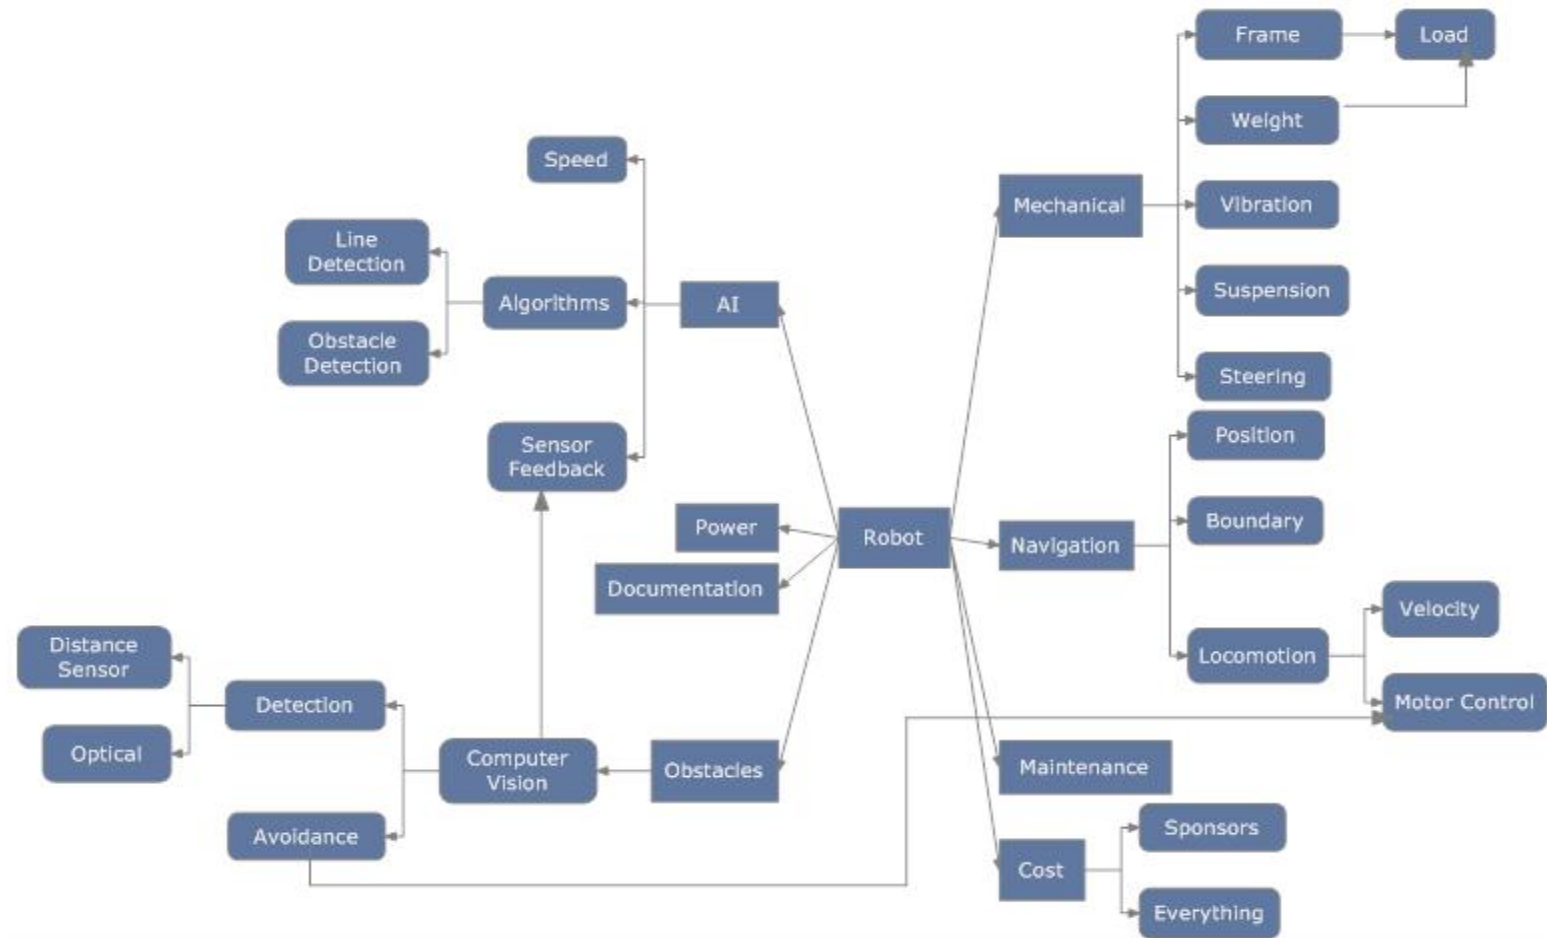 Frame
Load
Weight
Speed
Mechanical
Vibration
Line
Detection
Algorithms
AI
Suspension
Obstacle
Detection
Steering
Sensor
Feedback
Position
Power
Robot
Boundary
Navigation
Documentation
Velocity
Distance
Sensor
Locomotion
Detection
Motor Control
Optical
Computer
Vision
Obstacles
Maintenance
Avoidance
Sponsors
Cost
Everything